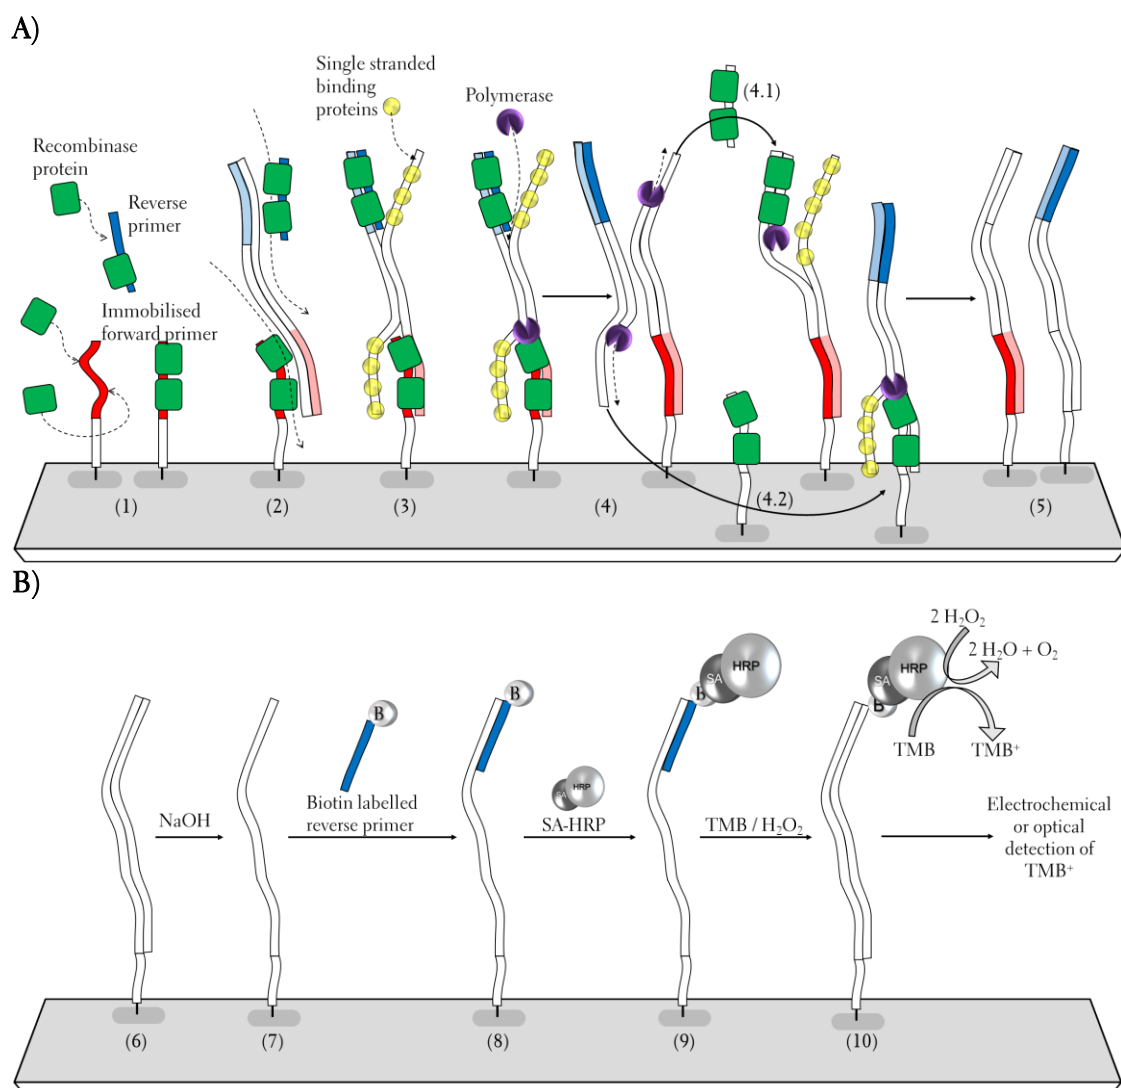 A)
Single stranded
binding
proteins
Polymerase
(4.1)
Recombinase
protein
Reverse
primer
Immobilised
forward primer
(1)
(2)
(3)
(4)
(4.2)
(5)
B)
2 H₂O₂
2 H₂O + O₂
HRP
SA
B
TMB
TMB⁺
HRP
SA
B
B
B
NaOH
Biotin labelled
reverse primer
SA
HRP
SA-HRP
TMB / H₂O₂
Electrochemical
or optical
detection of
TMB⁺
(6)
(7)
(8)
(9)
(10)